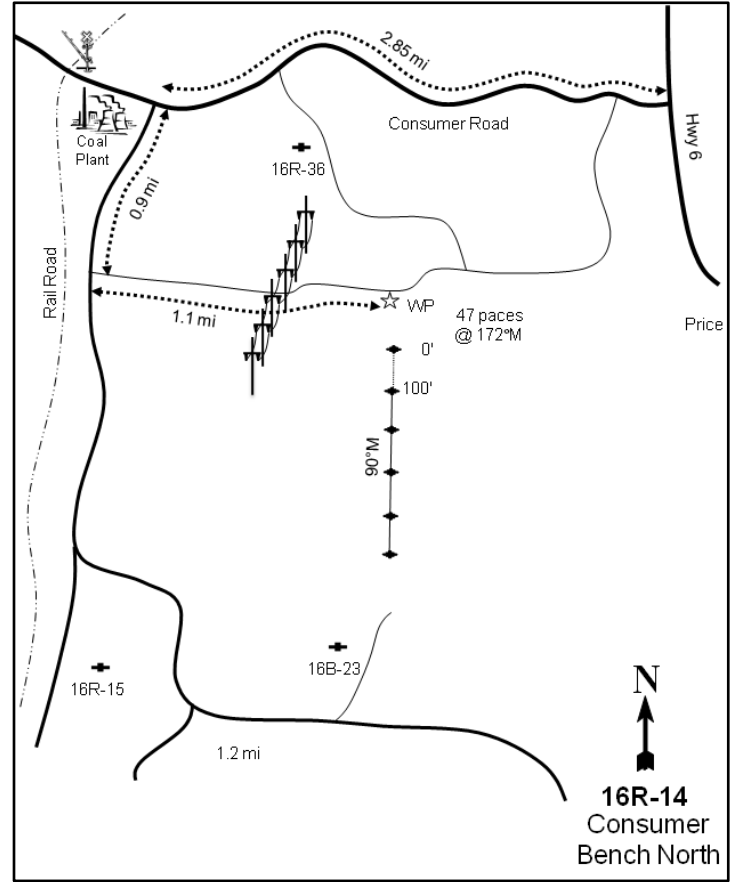 2.85 mi
Consumer Road
Hwy 6
Coal
Plant
16R-36
0.9 mi
Rail Road
1.1 mi
WP
47 paces
@ 172°M
Price
0'
100'
90°M
16B-23
16R-15
1.2 mi
N
16R-14
Consumer
Bench North